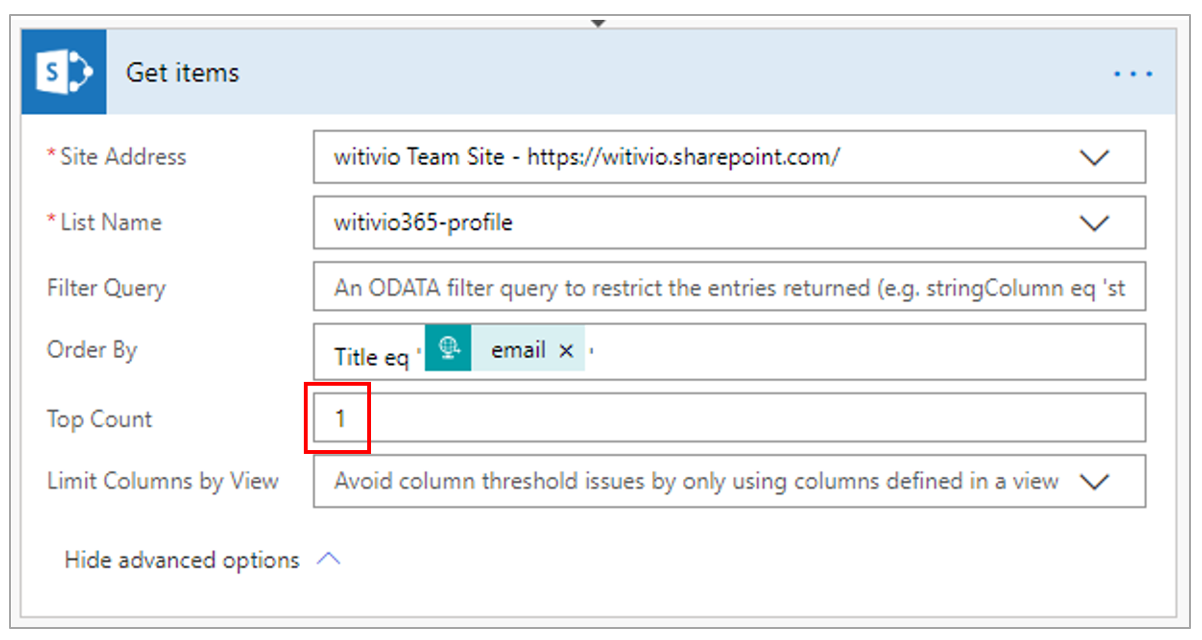 Get items
* Site Address
witivio Team Site - https://witivio.sharepoint.com/
* List Name
witivio365-profile
Filter Query
An ODATA filter query to restrict the entries returned (e.g. stringColumn eq 'st
Order By
Title eq ' email × '
Top Count
1
Limit Columns by View
Avoid column threshold issues by only using columns defined in a view
Hide advanced options